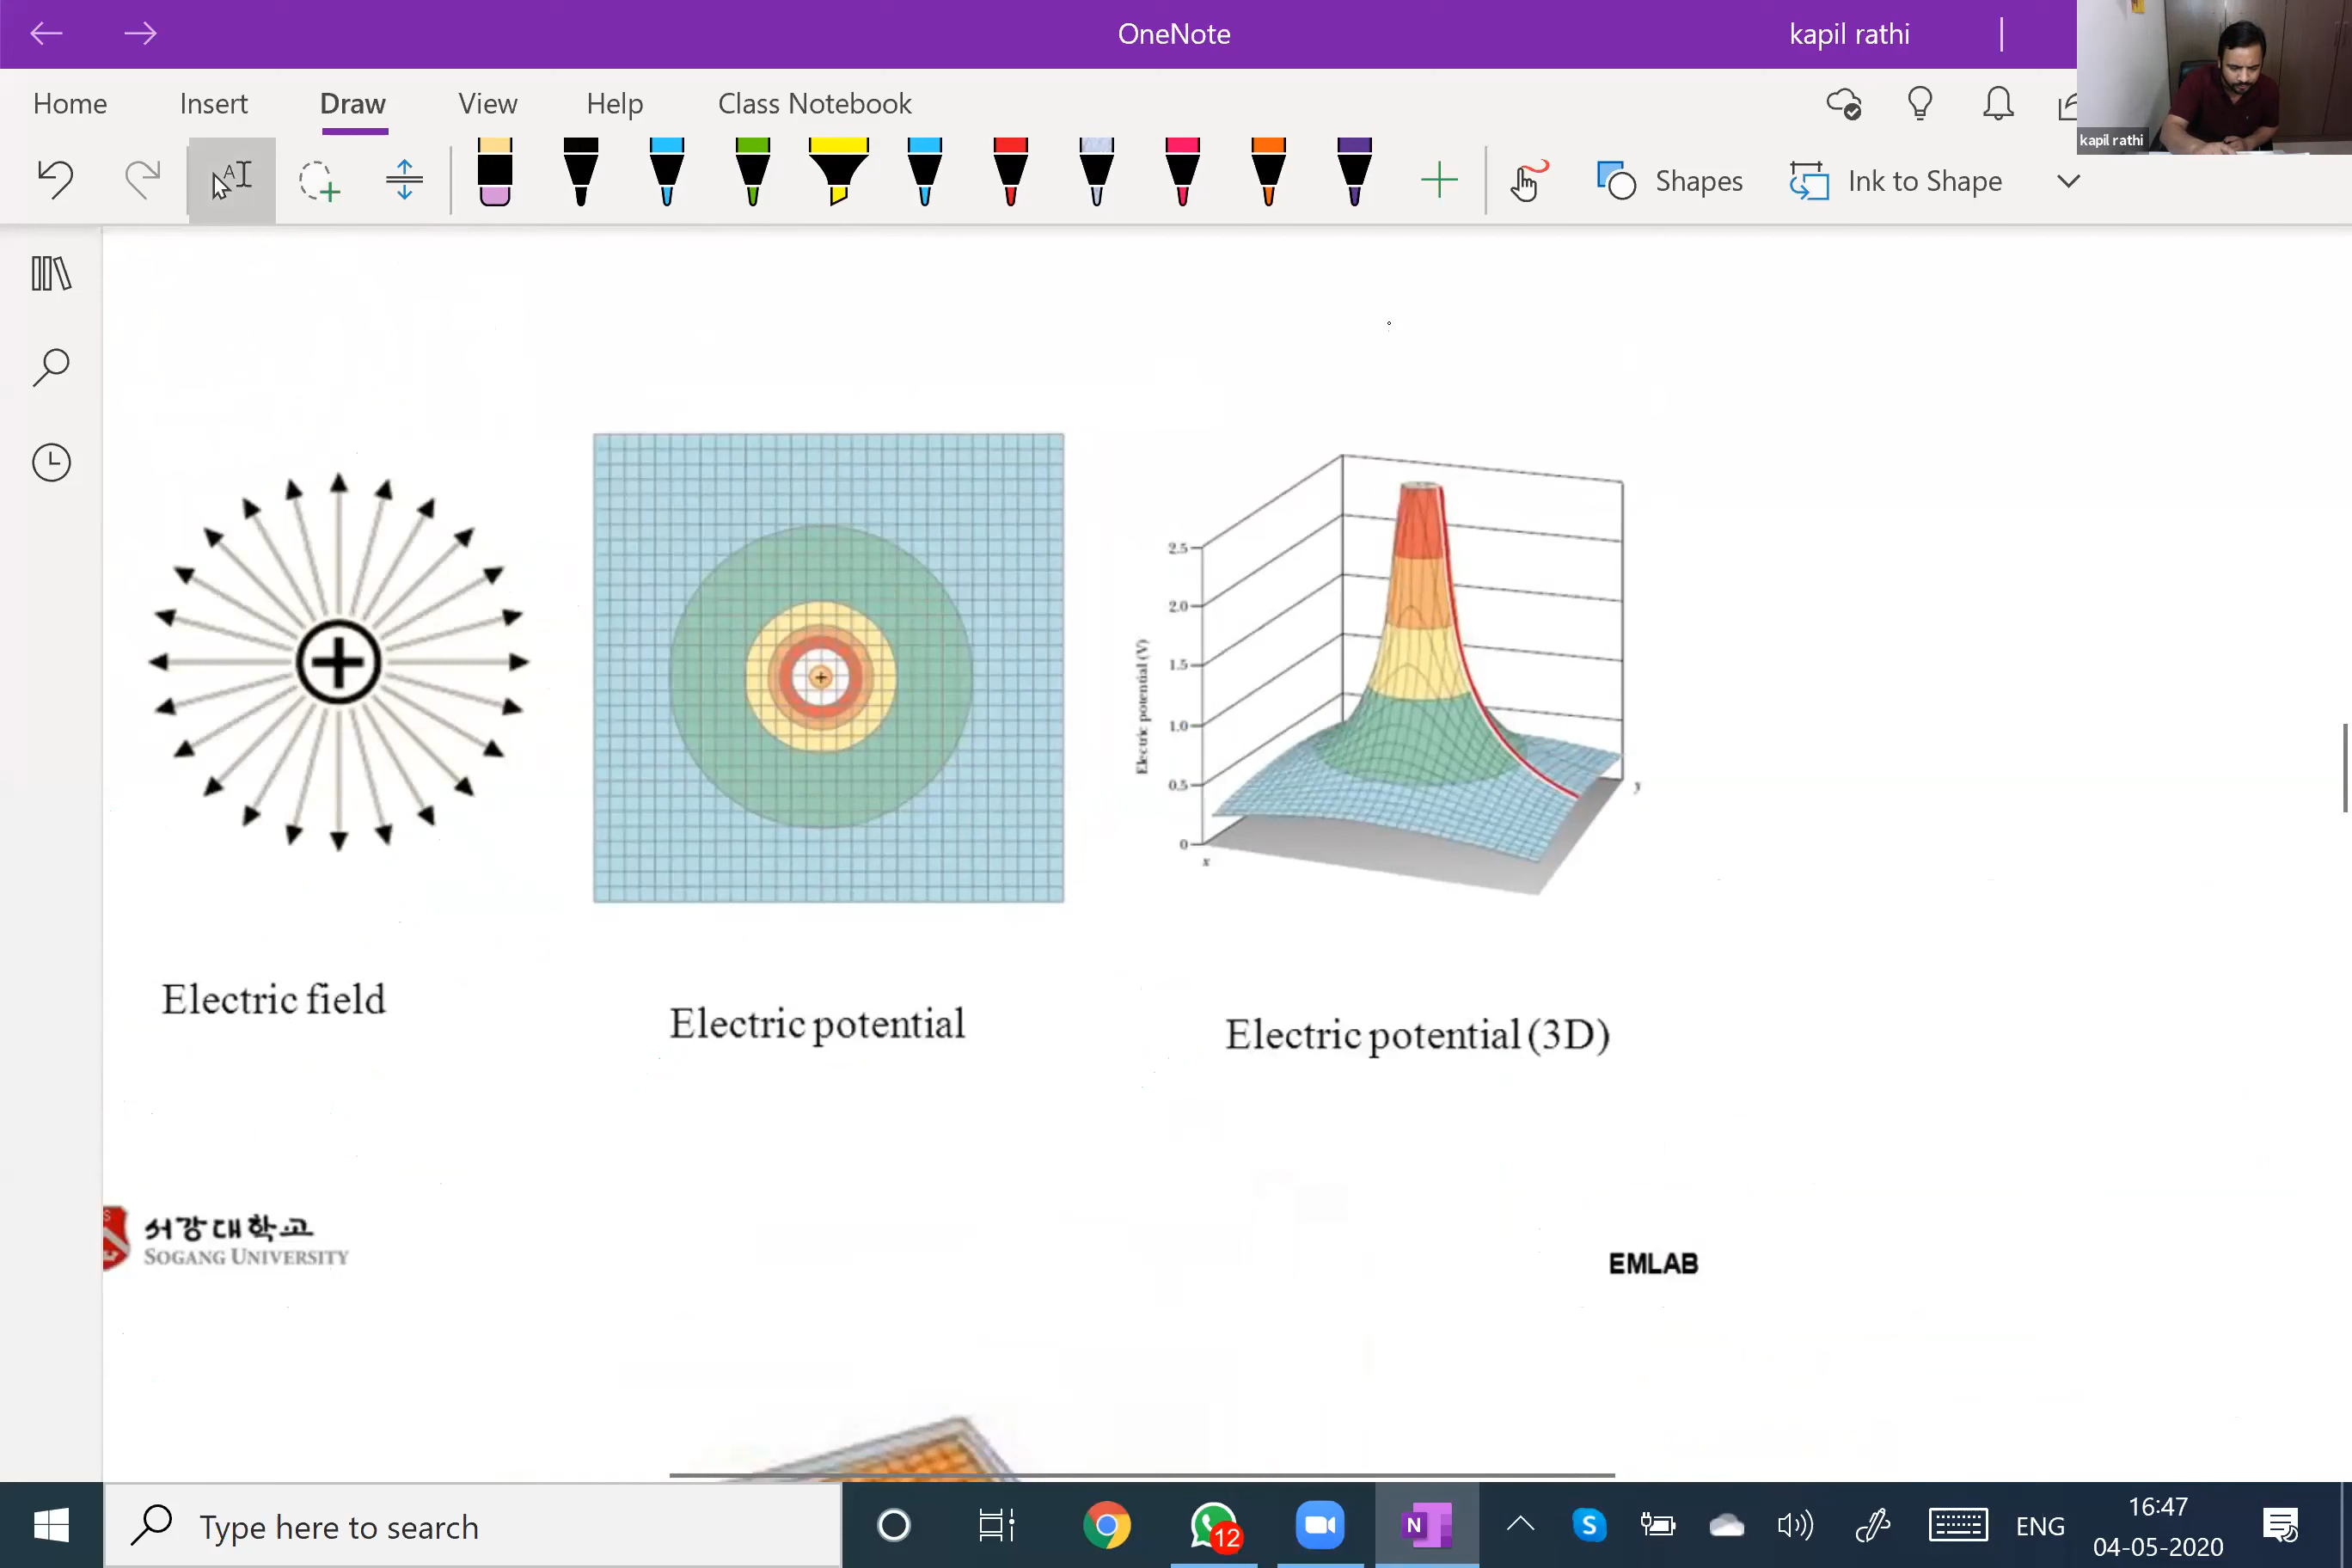 OneNote
kapil rathi
Home Insert Draw View Help Class Notebook
kapil rathi
Shapes Ink to Shape
Electric potential (V)
2.5
2.0
1.5
1.0
0.5
0
x
y
Electric field
Electric potential
Electric potential (3D)
서강대학교
SOGANG UNIVERSITY
EMLAB
Type here to search
12
ENG
16:47
04-05-2020